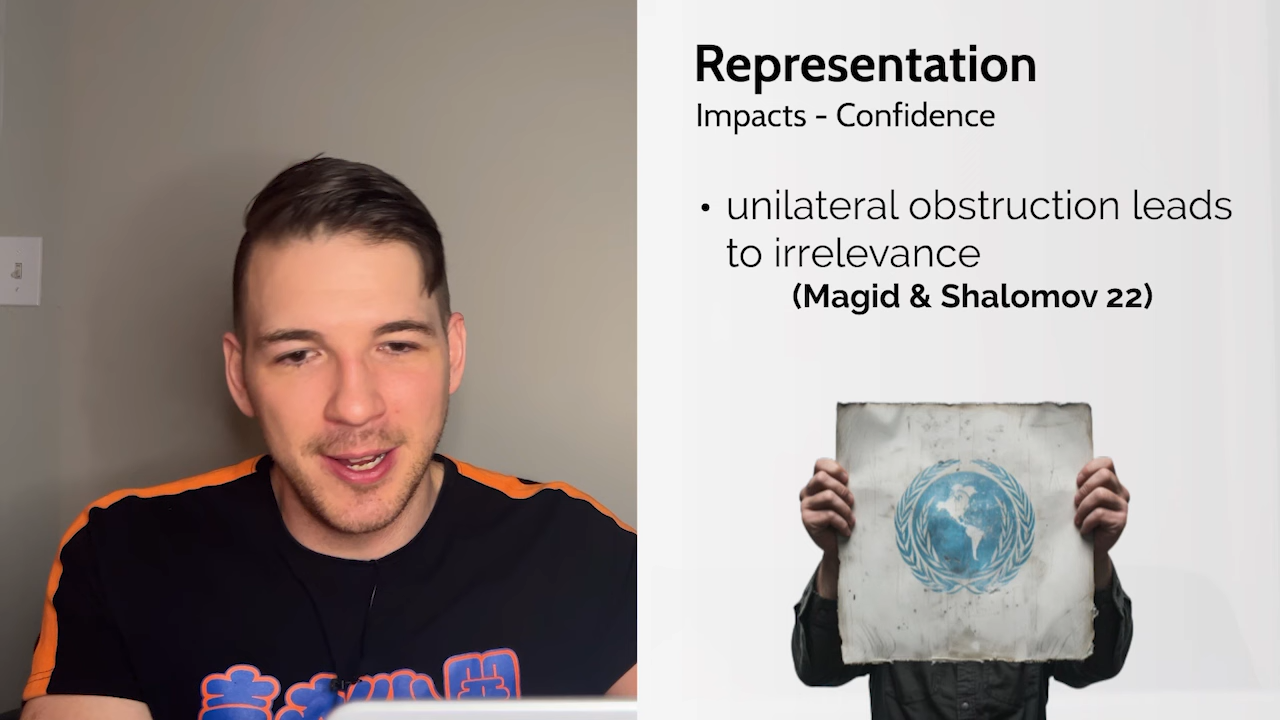 Representation
Impacts - Confidence
• unilateral obstruction leads
to irrelevance
(Magid & Shalomov 22)